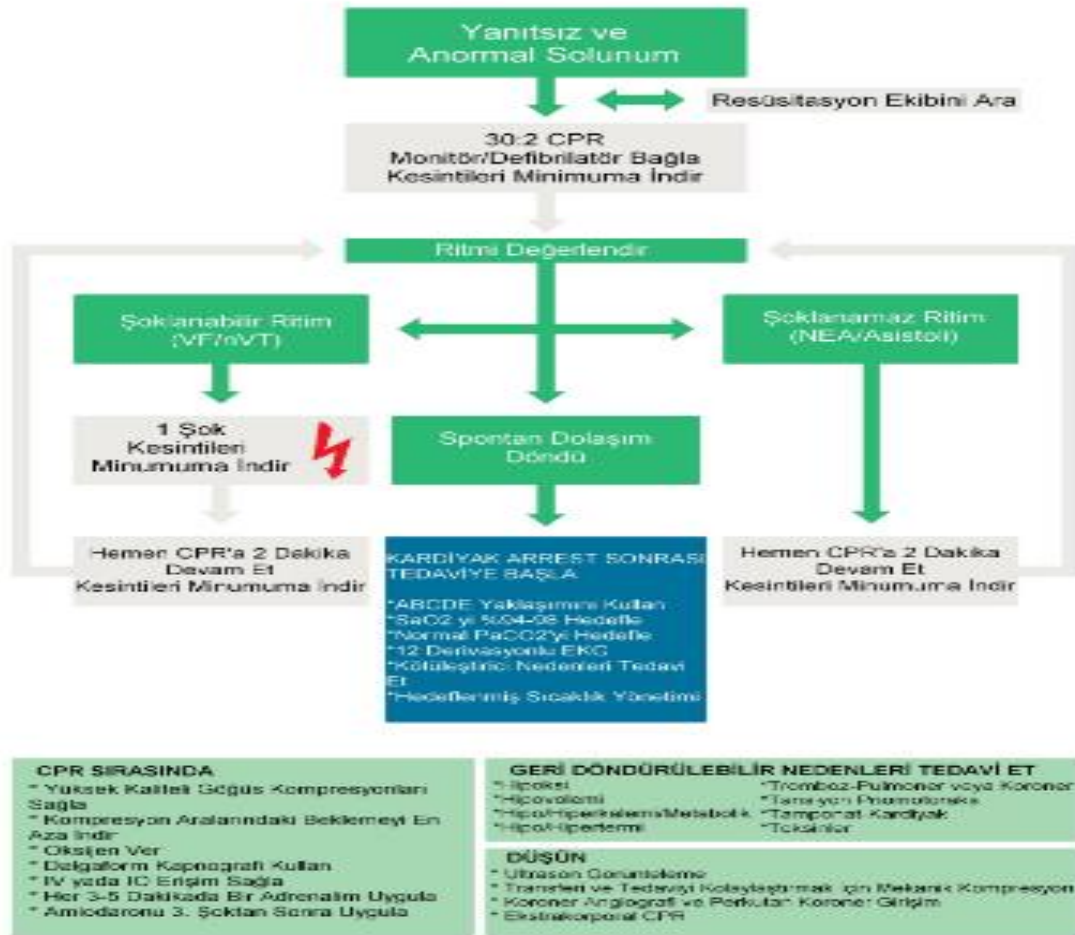 Yanıtsız ve
Anormal Solunum
Resüsitasyon Ekibini Ara
30:2 CPR
Monitör/Defibrilatör Bağla
Kesintileri Minimuma İndir
Ritmi Değerlendir
Şoklanabilir Ritim
(VF/nVT)
Şoklanamaz Ritim
(NEA/Asistoli)
1 Şok
Kesintileri
Minumuma İndir
Spontan Dolaşım
Döndü
Hemen CPR'a 2 Dakika
Devam Et
Kesintileri Minumuma İndir
KARDİYAK ARREST SONRASI
TEDAVİYE BAŞLA
*ABCDE Yaklaşımını Kullan
*SaO2 yi %94-98 Hedefle
*Normal PaCO2'yi Hedefle
*12 Derivasyonlu EKG
*Kötüleştirici Nedenleri Tedavi
Et
*Hedeflenmiş Sıcaklık Yönetimi
Hemen CPR'a 2 Dakika
Devam Et
Kesintileri Minumuma İndir
CPR SIRASINDA
* Yüksek Kaliteli Göğüs Kompresyonları
Sağla
* Kompresyon Aralarındaki Beklemeyi En
Aza İndir
* Oksijen Ver
* Dalgaform Kapnografi Kullan
* IV yada IO Erişim Sağla
* Her 3-5 Dakikada Bir Adrenalim Uygula
* Amiodaronu 3. Şoktan Sonra Uygula
GERİ DÖNDÜRÜLEBİLİR NEDENLERİ TEDAVİ ET
*Hipoksi
*Hipovolemi
*Hipo/Hiperkalemi/Metabolik
*Hipo/Hipertermi
*Tromboz-Pulmoner veya Koroner
*Tansiyon Pnömotoraks
*Tamponat-Kardiyak
*Toksinler
DÜŞÜN
* Ultrason Görüntüleme
* Transferi ve Tedaviyi Kolaylaştırmak İçin Mekanik Kompresyon
* Koroner Angiografi ve Perkutan Koroner Girişim
* Ekstrakorporal CPR